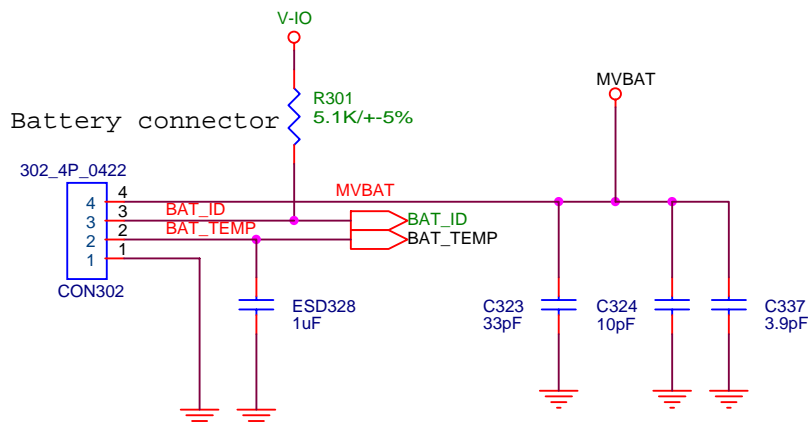 V-IO
R301
5.1K/+-5%
MVBAT
Battery connector
302_4P_0422
4
3
2
1
4
3
2
1
CON302
MVBAT
BAT_ID
BAT_TEMP
BAT_ID
BAT_TEMP
ESD328
1uF
C323
33pF
C324
10pF
C337
3.9pF